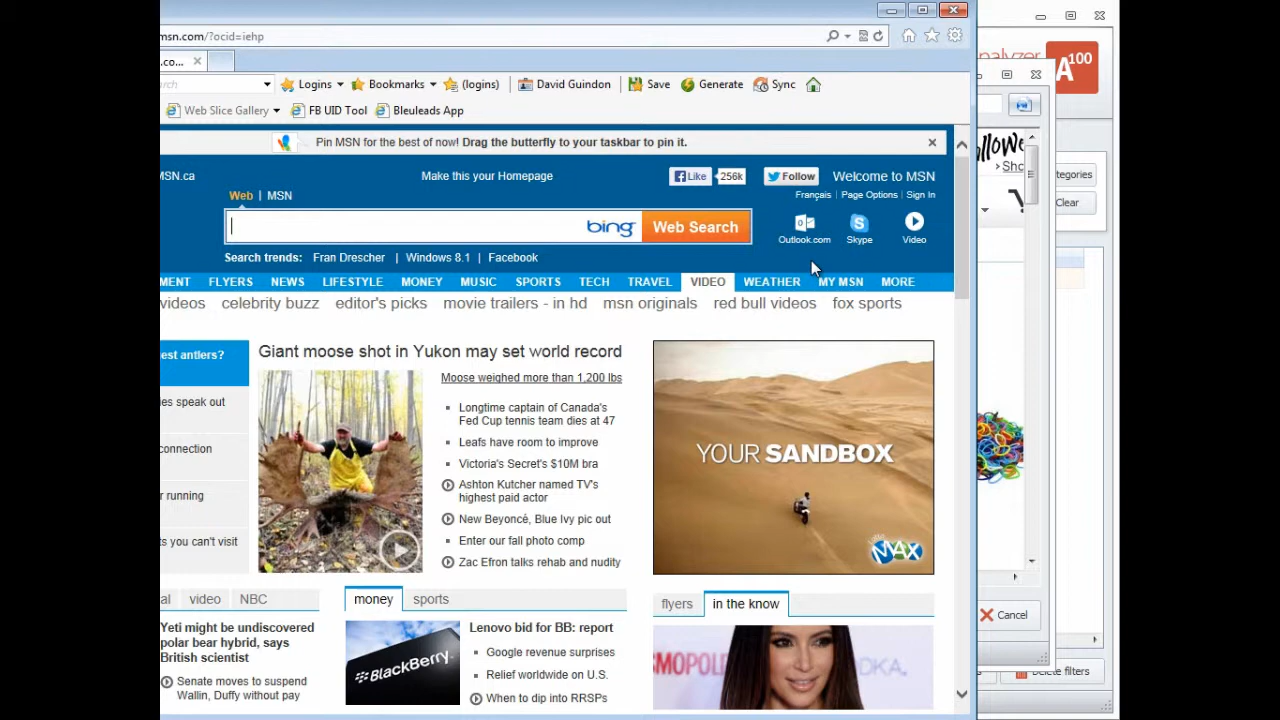 msn.com/?ocid=iehp
.co...
Logins
Bookmarks
(logins)
David Guindon
Save
Generate
Sync
Web Slice Gallery
FB UID Tool
Bleuleads App
Pin MSN for the best of now! Drag the butterfly to your taskbar to pin it.
MSN.ca
Make this your Homepage
Like
256k
Follow
Welcome to MSN
Web | MSN
Français | Page Options | Sign In
bing
Web Search
Outlook.com
Skype
Video
Search trends: Fran Drescher | Windows 8.1 | Facebook
MENT FLYERS NEWS LIFESTYLE MONEY MUSIC SPORTS TECH TRAVEL VIDEO WEATHER MY MSN MORE
videos celebrity buzz editor's picks movie trailers - in hd msn originals red bull videos fox sports
est antlers?
es speak out
connection
r running
ts you can't visit
Giant moose shot in Yukon may set world record
Moose weighed more than 1,200 lbs
Longtime captain of Canada's
Fed Cup tennis team dies at 47
Leafs have room to improve
Victoria's Secret's $10M bra
Ashton Kutcher named TV's
highest paid actor
New Beyoncé, Blue Ivy pic out
Enter our fall photo comp
Zac Efron talks rehab and nudity
YOUR SANDBOX
MAX
al video NBC
Yeti might be undiscovered
polar bear hybrid, says
British scientist
Senate moves to suspend
Wallin, Duffy without pay
money sports
BlackBerry
Lenovo bid for BB: report
Google revenue surprises
Relief worldwide on U.S.
When to dip into RRSPs
flyers in the know
SMOPOL
DKA.
nalyzer
A100
allowe
Sho
tegories
Clear
Cancel
Delete filters